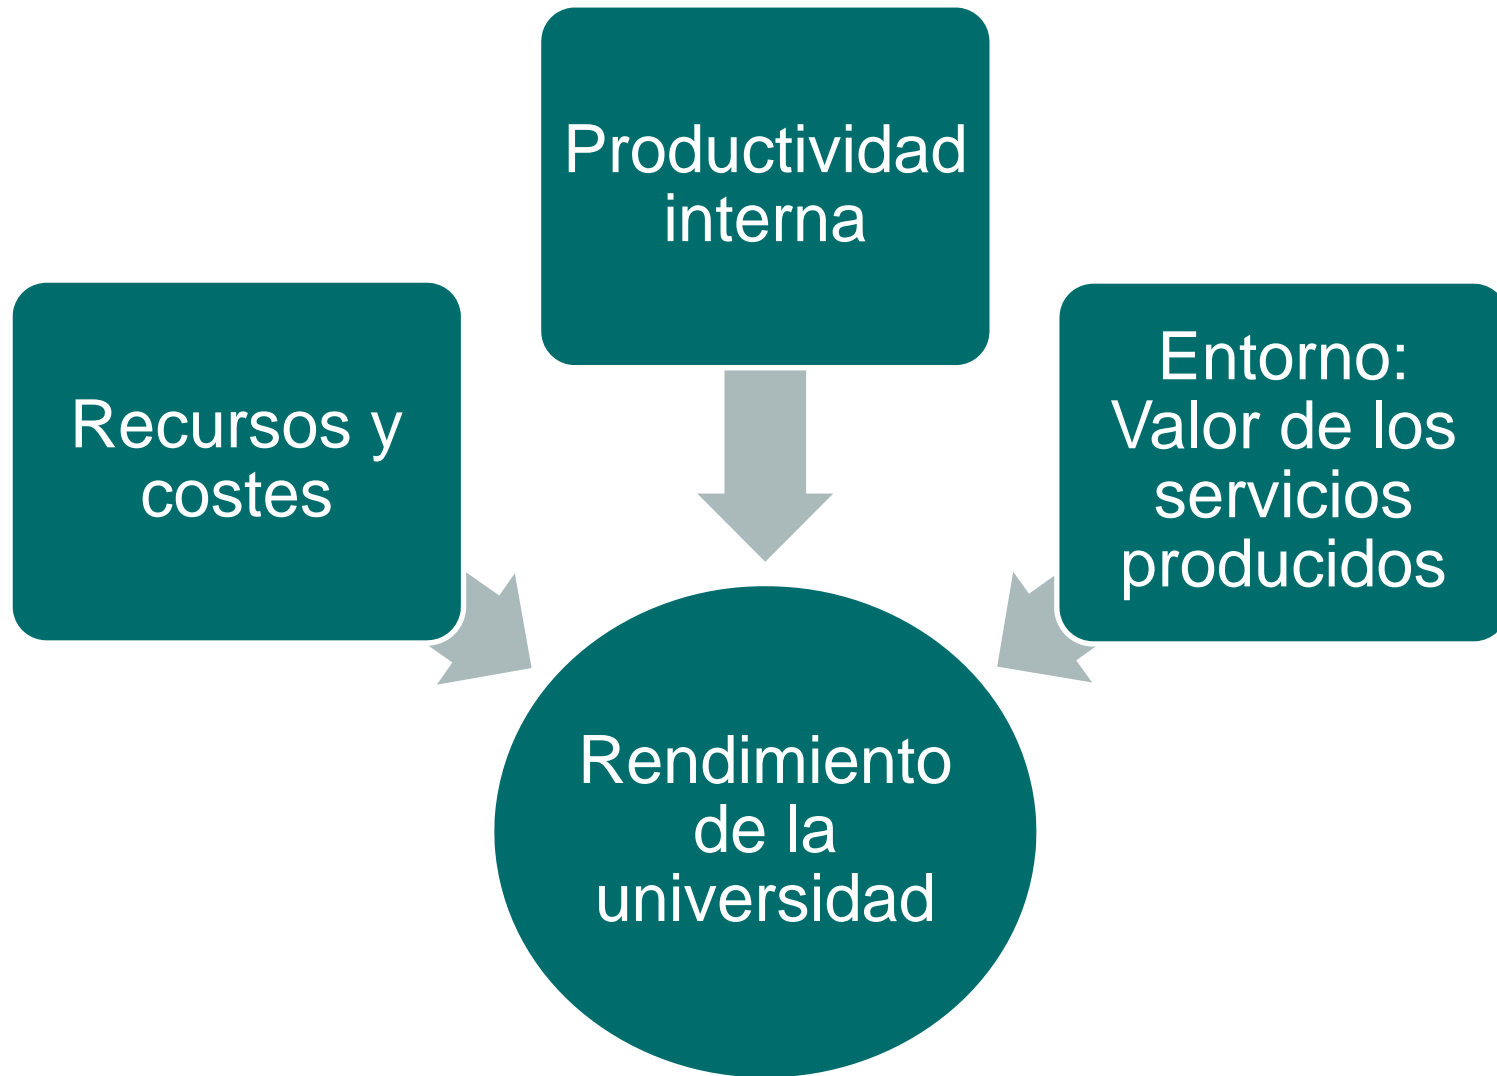 Productividad
interna
Recursos y
costes
Entorno:
Valor de los
servicios
producidos
Rendimiento
de la
universidad